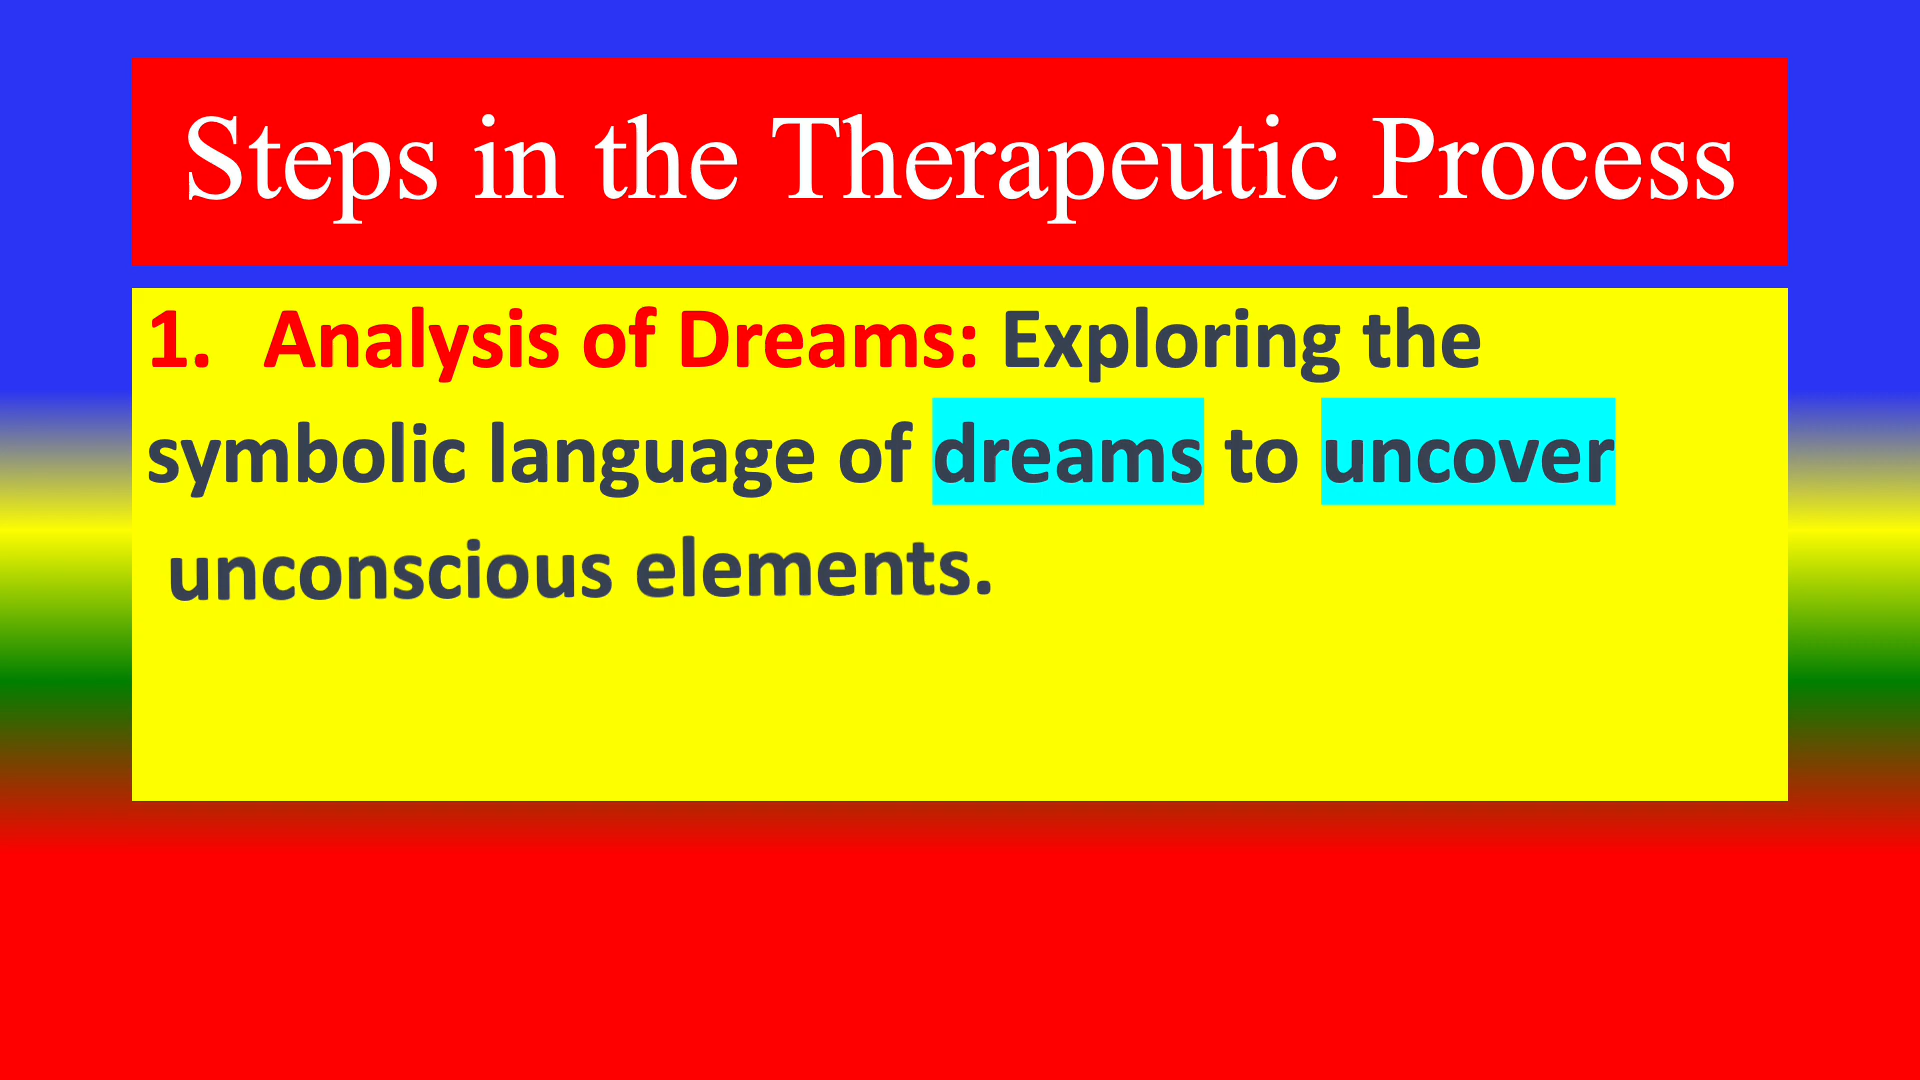 Steps in the Therapeutic Process
1. Analysis of Dreams: Exploring the
symbolic language of dreams to uncover
unconscious elements.